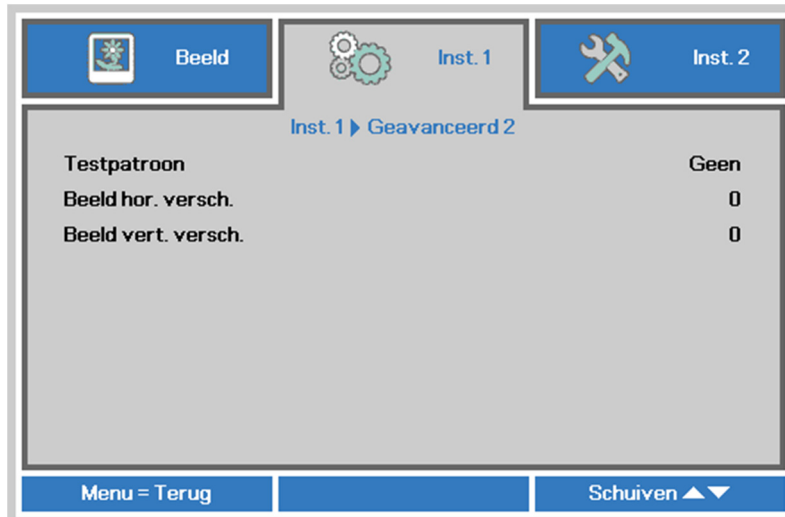 Beeld
Inst. 1
Inst. 2
Inst. 1 ▶ Geavanceerd 2
Testpatroon Geen
Beeld hor. versch. 0
Beeld vert. versch. 0
Menu = Terug
Schuiven ▲▼